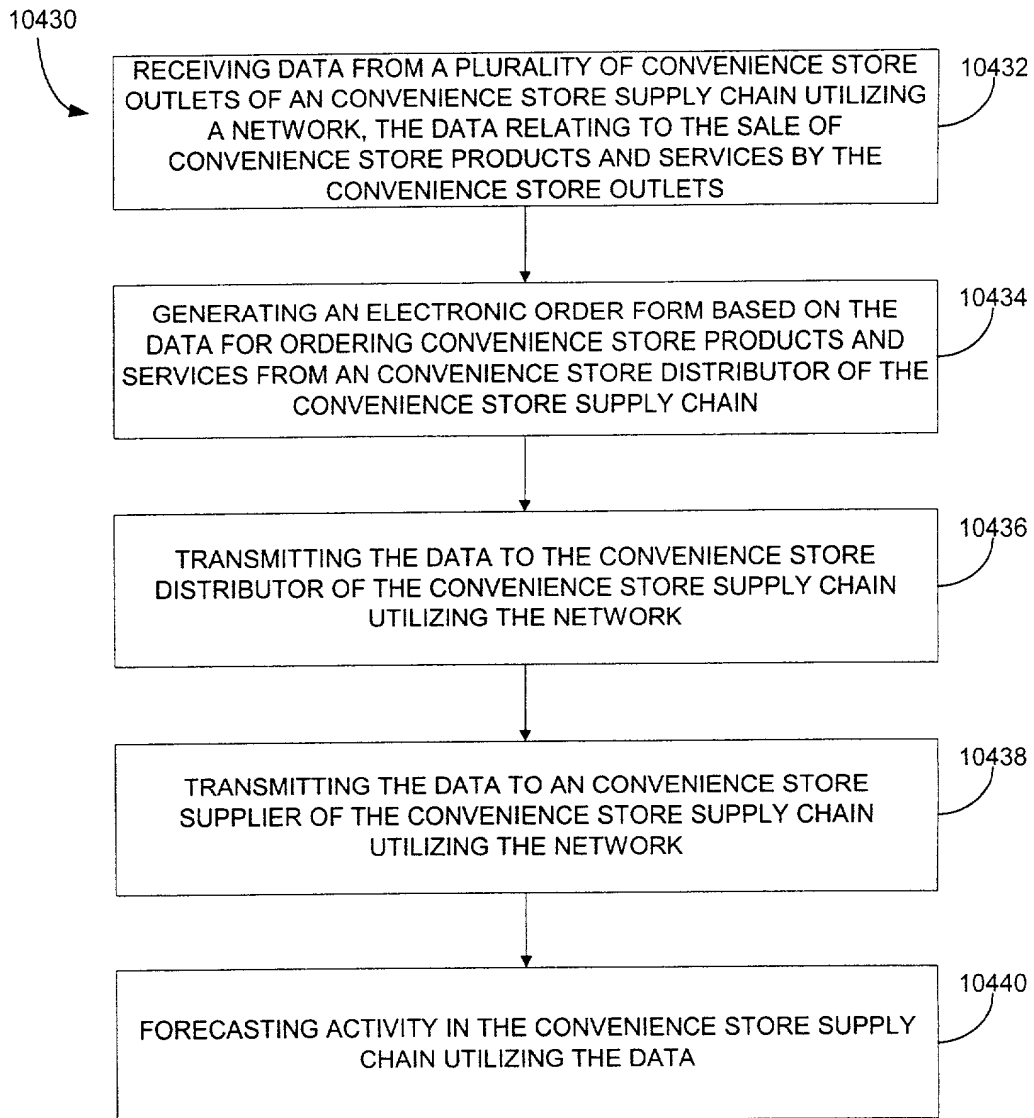 10430
RECEIVING DATA FROM A PLURALITY OF CONVENIENCE STORE
OUTLETS OF AN CONVENIENCE STORE SUPPLY CHAIN UTILIZING
A NETWORK, THE DATA RELATING TO THE SALE OF
CONVENIENCE STORE PRODUCTS AND SERVICES BY THE
CONVENIENCE STORE OUTLETS
10432
GENERATING AN ELECTRONIC ORDER FORM BASED ON THE
DATA FOR ORDERING CONVENIENCE STORE PRODUCTS AND
SERVICES FROM AN CONVENIENCE STORE DISTRIBUTOR OF THE
CONVENIENCE STORE SUPPLY CHAIN
10434
TRANSMITTING THE DATA TO THE CONVENIENCE STORE
DISTRIBUTOR OF THE CONVENIENCE STORE SUPPLY CHAIN
UTILIZING THE NETWORK
10436
TRANSMITTING THE DATA TO AN CONVENIENCE STORE
SUPPLIER OF THE CONVENIENCE STORE SUPPLY CHAIN
UTILIZING THE NETWORK
10438
FORECASTING ACTIVITY IN THE CONVENIENCE STORE SUPPLY
CHAIN UTILIZING THE DATA
10440